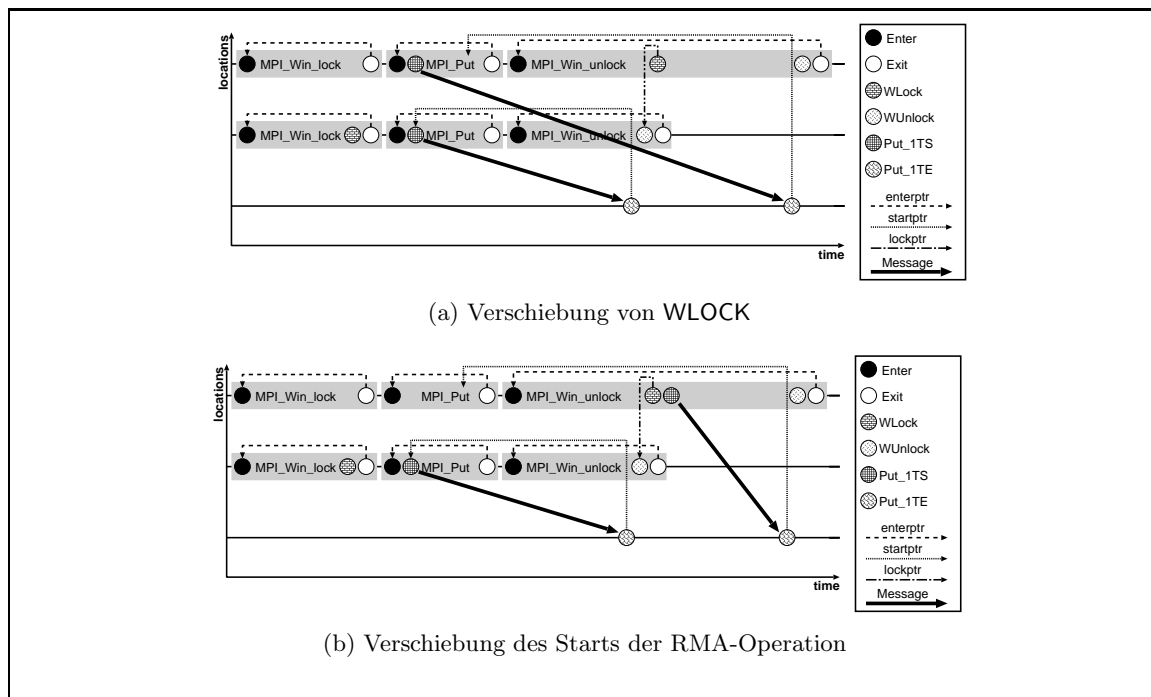 locations
MPI_Win_lock MPI_Put MPI_Win_unlock
MPI_Win_lock MPI_Put MPI_Win_unlock
time
Enter
Exit
WLock
WUnlock
Put_1TS
Put_1TE
enterptr
startptr
lockptr
Message
(a) Verschiebung von WLOCK
locations
MPI_Win_lock MPI_Put MPI_Win_unlock
MPI_Win_lock MPI_Put MPI_Win_unlock
time
Enter
Exit
WLock
WUnlock
Put_1TS
Put_1TE
enterptr
startptr
lockptr
Message
(b) Verschiebung des Starts der RMA-Operation